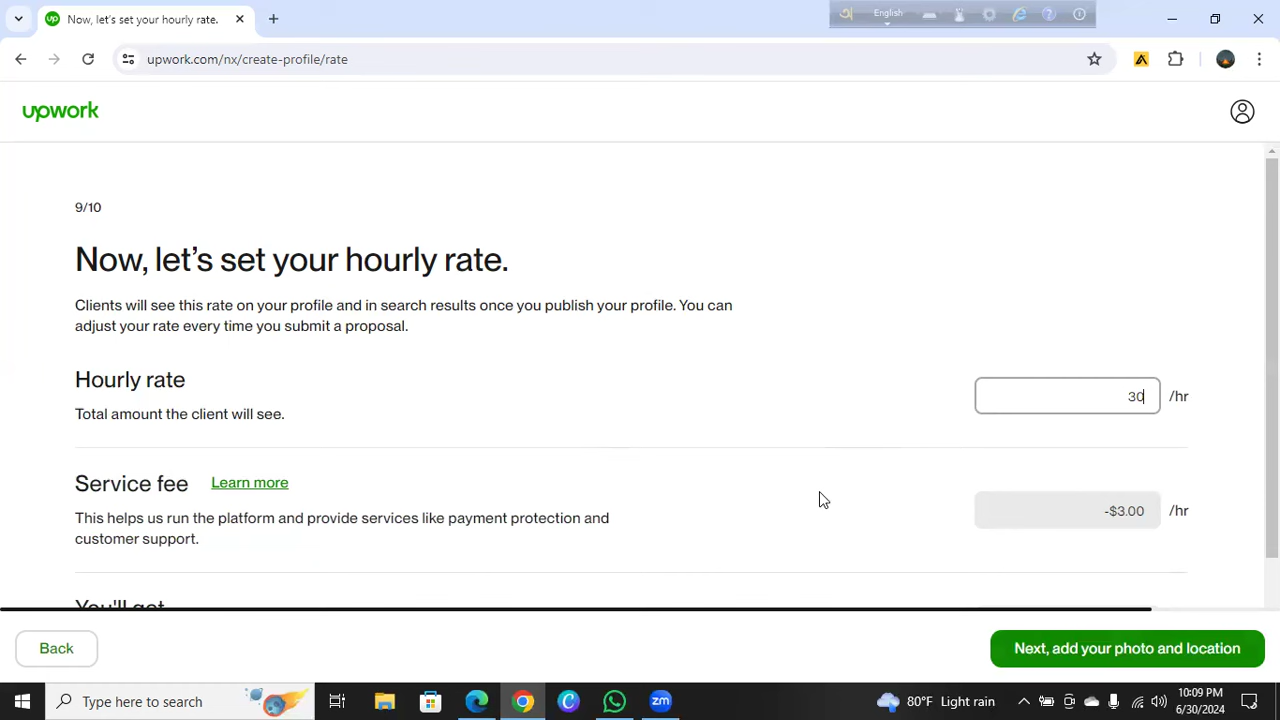 Now, let's set your hourly rate.
English
upwork.com/nx/create-profile/rate
upwork
9/10
Now, let's set your hourly rate.
Clients will see this rate on your profile and in search results once you publish your profile. You can
adjust your rate every time you submit a proposal.
Hourly rate
30 /hr
Total amount the client will see.
Service fee Learn more
-$3.00 /hr
This helps us run the platform and provide services like payment protection and
customer support.
You'll get
Back
Next, add your photo and location
Type here to search
80°F Light rain
10:09 PM
6/30/2024